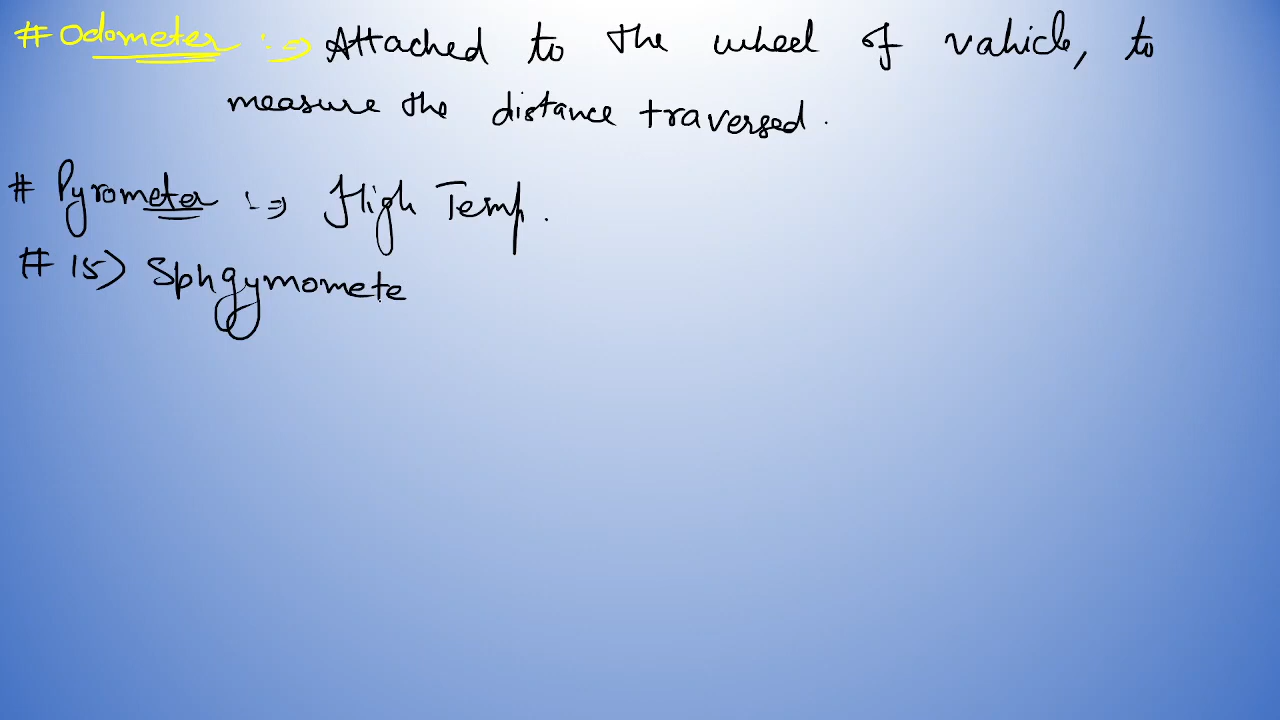 # Odometer :⇒ Attached to the wheel of vahicle, to
measure the distance traversed.
# Pyrometer :⇒ High Temp.
# 15) Sphgymomete